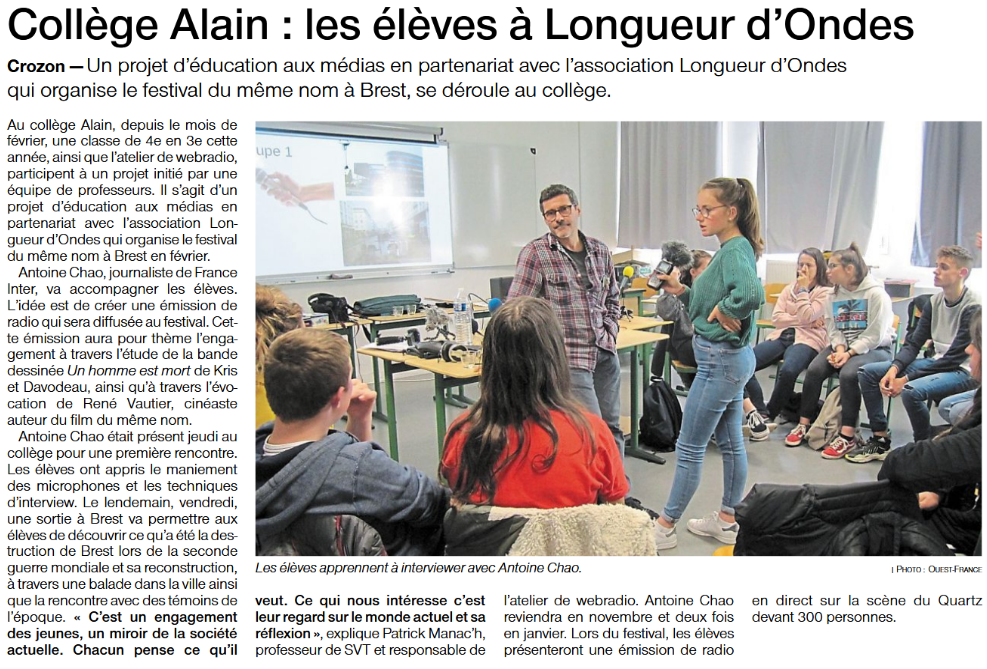 Collège Alain : les élèves à Longueur d’Ondes
Crozon — Un projet d’éducation aux médias en partenariat avec l’association Longueur d’Ondes
qui organise le festival du même nom à Brest, se déroule au collège.
Au collège Alain, depuis le mois de
février, une classe de 4e en 3e cette
année, ainsi que l’atelier de webradio,
participent à un projet initié par une
équipe de professeurs. Il s’agit d’un
projet d’éducation aux médias en
partenariat avec l’association Lon-
gueur d’Ondes qui organise le festival
du même nom à Brest en février.
Antoine Chao, journaliste de France
Inter, va accompagner les élèves.
L’idée est de créer une émission de
radio qui sera diffusée au festival. Cet-
te émission aura pour thème l’enga-
gement à travers l’étude de la bande
dessinée Un homme est mort de Kris
et Davodeau, ainsi qu’à travers l’évo-
cation de René Vautier, cinéaste
auteur du film du même nom.
Antoine Chao était présent jeudi au
collège pour une première rencontre.
Les élèves ont appris le maniement
des microphones et les techniques
d’interview. Le lendemain, vendredi,
une sortie à Brest va permettre aux
élèves de découvrir ce qu’a été la des-
truction de Brest lors de la seconde
guerre mondiale et sa reconstruction,
à travers une balade dans la ville ainsi
que la rencontre avec des témoins de
l’époque. « C’est un engagement
des jeunes, un miroir de la société
actuelle. Chacun pense ce qu’il
upe 1
Les élèves apprennent à interviewer avec Antoine Chao.
| Photo : Ouest-France
veut. Ce qui nous intéresse c’est
leur regard sur le monde actuel et sa
réflexion », explique Patrick Manac’h,
professeur de SVT et responsable de
l’atelier de webradio. Antoine Chao
reviendra en novembre et deux fois
en janvier. Lors du festival, les élèves
présenteront une émission de radio
en direct sur la scène du Quartz
devant 300 personnes.